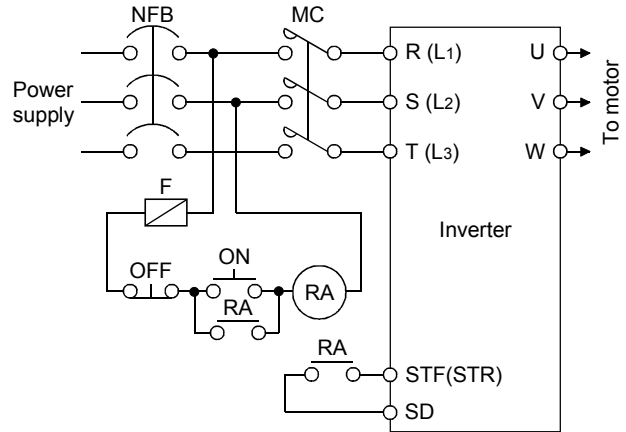 NFB
MC
R (L1)
U
Power
supply
S (L2)
V
To motor
T (L3)
W
F
Inverter
OFF
ON
RA
RA
RA
STF(STR)
SD